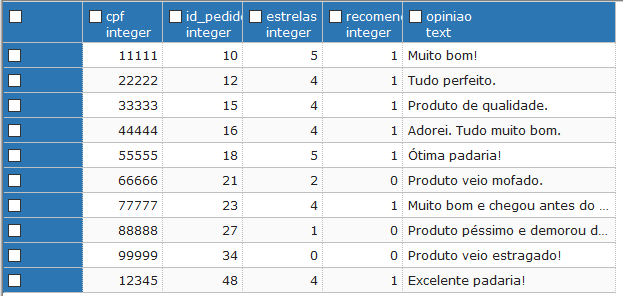 cpf id_pedido estrelas recomend opiniao
integer integer integer integer text
11111 10 5 1 Muito bom!
22222 12 4 1 Tudo perfeito.
33333 15 4 1 Produto de qualidade.
44444 16 4 1 Adorei. Tudo muito bom.
55555 18 5 1 Ótima padaria!
66666 21 2 0 Produto veio mofado.
77777 23 4 1 Muito bom e chegou antes do ...
88888 27 1 0 Produto péssimo e demorou d...
99999 34 0 0 Produto veio estragado!
12345 48 4 1 Excelente padaria!